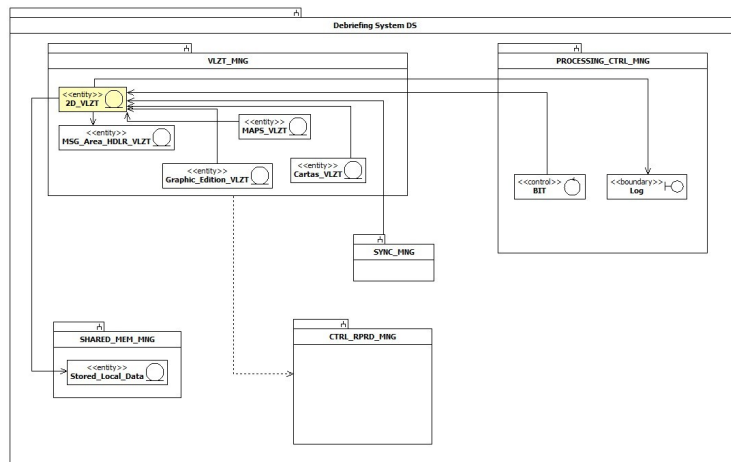 Debriefing System DS
VLZT_MNG
PROCESSING_CTRL_MNG
<<entity>>
2D_VLZT
<<entity>>
MSG_Area_HDLR_VLZT
<<entity>>
MAPS_VLZT
<<entity>>
Graphic_Edition_VLZT
<<entity>>
Cartas_VLZT
<<control>>
BIT
<<boundary>>
Log
SYNC_MNG
SHARED_MEM_MNG
<<entity>>
Stored_Local_Data
CTRL_RPRD_MNG